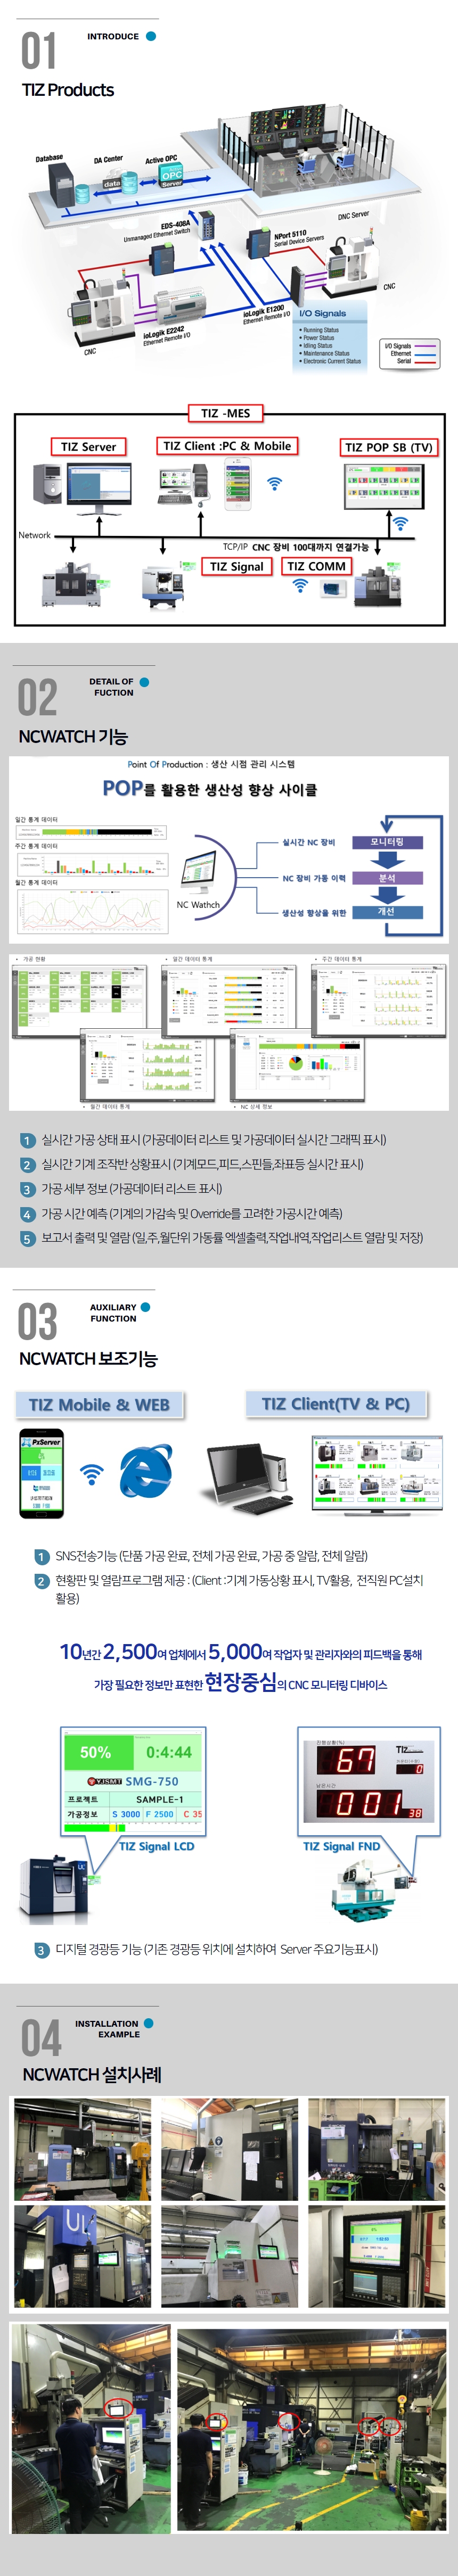 01
INTRODUCE
TIZ Products
Database
DA Center
Active OPC
data
OPC
Server
EDS-408A
Unmanaged Ethernet Switch
NPort 5110
Serial Device Servers
DNC Server
CNC
ioLogik E2242
Ethernet Remote I/O
ioLogik E1200
Ethernet Remote I/O
CNC
I/O Signals
• Running Status
• Power Status
• Idling Status
• Maintenance Status
• Electronic Current Status
I/O Signals
Ethernet
Serial
TIZ -MES
TIZ Server
TIZ Client :PC & Mobile
TIZ POP SB (TV)
Network
TCP/IP CNC 장비 100대까지 연결가능
TIZ Signal
TIZ COMM
02
DETAIL OF
FUCTION
NCWATCH 기능
Point Of Production : 생산 시점 관리 시스템
POP를 활용한 생산성 향상 사이클
일간 통계 데이터
주간 통계 데이터
월간 통계 데이터
NC Wathch
실시간 NC 장비
NC 장비 가동 이력
생산성 향상을 위한
모니터링
분석
개선
• 가공 현황
• 일간 데이터 통계
• 주간 데이터 통계
• 월간 데이터 통계
• NC 상세 정보
1 실시간 가공 상태 표시 (가공데이터 리스트 및 가공데이터 실시간 그래픽 표시)
2 실시간 기계 조작반 상황표시 (기계모드,피드,스핀들,좌표등 실시간 표시)
3 가공 세부 정보 (가공데이터 리스트 표시)
4 가공 시간 예측 (기계의 가감속 및 Override를 고려한 가공시간 예측)
5 보고서 출력 및 열람 (일,주,월단위 가동률 엑셀출력,작업내역,작업리스트 열람 및 저장)
03
AUXILIARY
FUNCTION
NCWATCH 보조기능
TIZ Mobile & WEB
TIZ Client(TV & PC)
PxServer
1 SNS전송기능 (단품 가공 완료, 전체 가공 완료, 가공 중 알람, 전체 알람)
2 현황판 및 열람프로그램 제공 : (Client :기계 가동상황 표시, TV활용, 전직원 PC설치
활용)
10년간 2,500여 업체에서 5,000여 작업자 및 관리자와의 피드백을 통해
가장 필요한 정보만 표현한 현장중심의 CNC 모니터링 디바이스
50%
0:4:44
YJSMT SMG-750
프로젝트
SAMPLE-1
가공정보
S 3000
F 2500
C 35
TIZ Signal LCD
진행상황(%)
67
TIZ
0
남은시간
001
38
TIZ Signal FND
3 디지털 경광등 기능 (기존 경광등 위치에 설치하여 Server 주요기능표시)
04
INSTALLATION
EXAMPLE
NCWATCH 설치사례